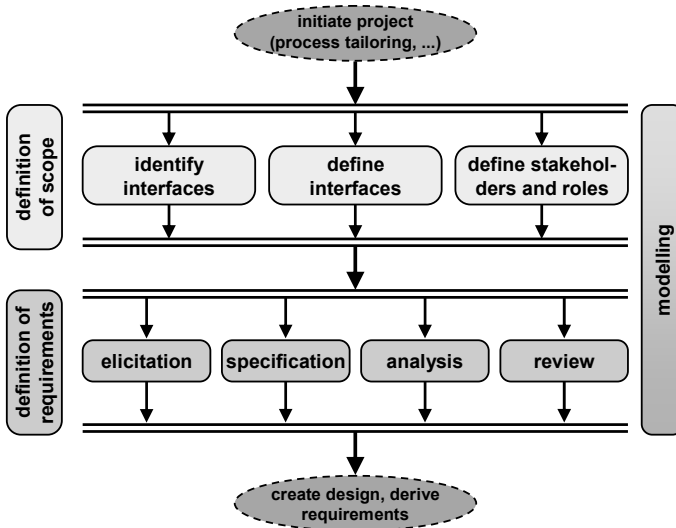 initiate project
(process tailoring, ...)
definition
of scope
identify
interfaces
define
interfaces
define stakehol-
ders and roles
modelling
definition of
requirements
elicitation
specification
analysis
review
create design, derive
requirements